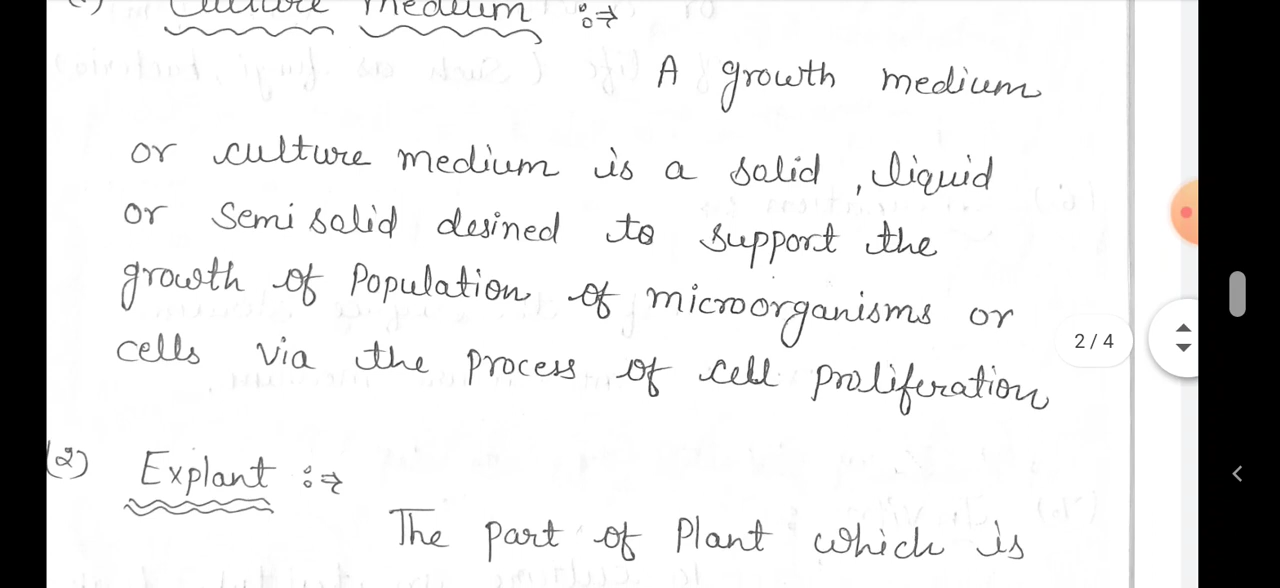 Culture medium :⇒
A growth medium
or culture medium is a solid , liquid
or semi solid desined to support the
growth of Population of microorganisms or
cells via the process of cell proliferation
2 / 4
(2) Explant :⇒
The part of Plant which is